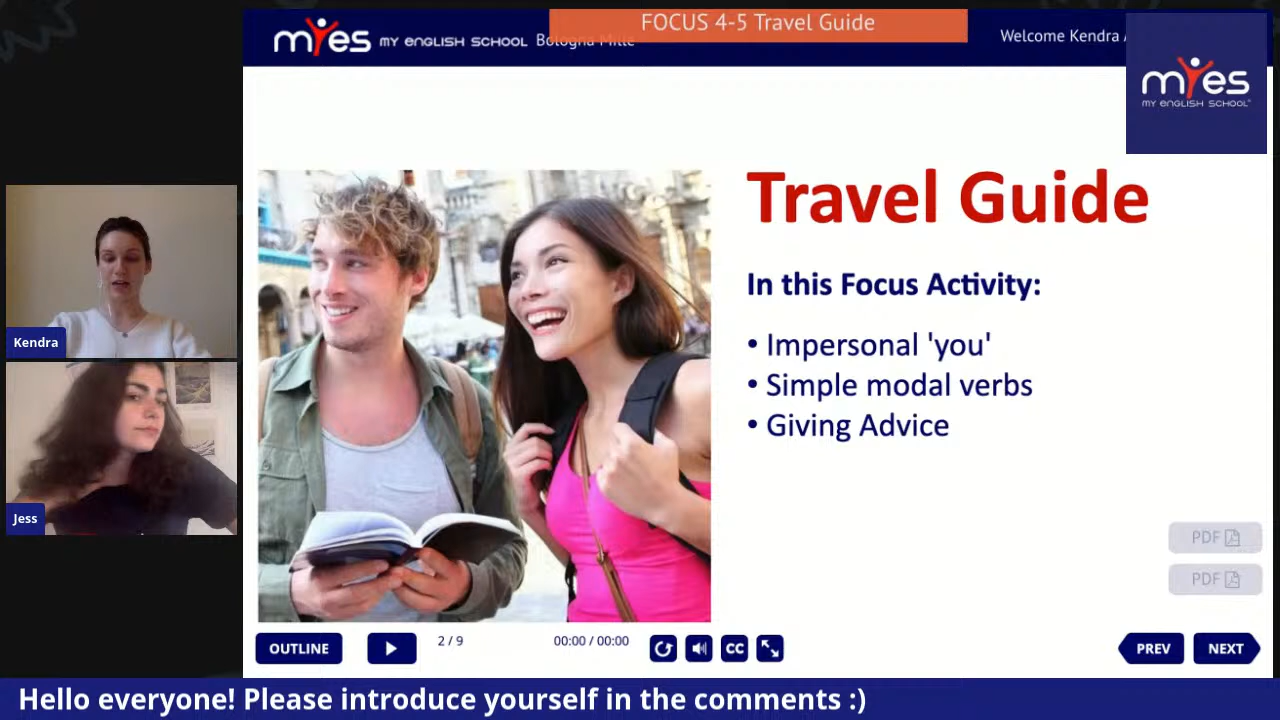 FOCUS 4-5 Travel Guide
myes MY ENGLISH SCHOOL Bologna Mille
Welcome Kendra
myes
MY ENGLISH SCHOOL
Travel Guide
In this Focus Activity:
• Impersonal 'you'
• Simple modal verbs
• Giving Advice
Kendra
Jess
PDF
PDF
OUTLINE
2 / 9
00:00 / 00:00
CC
PREV
NEXT
Hello everyone! Please introduce yourself in the comments :)